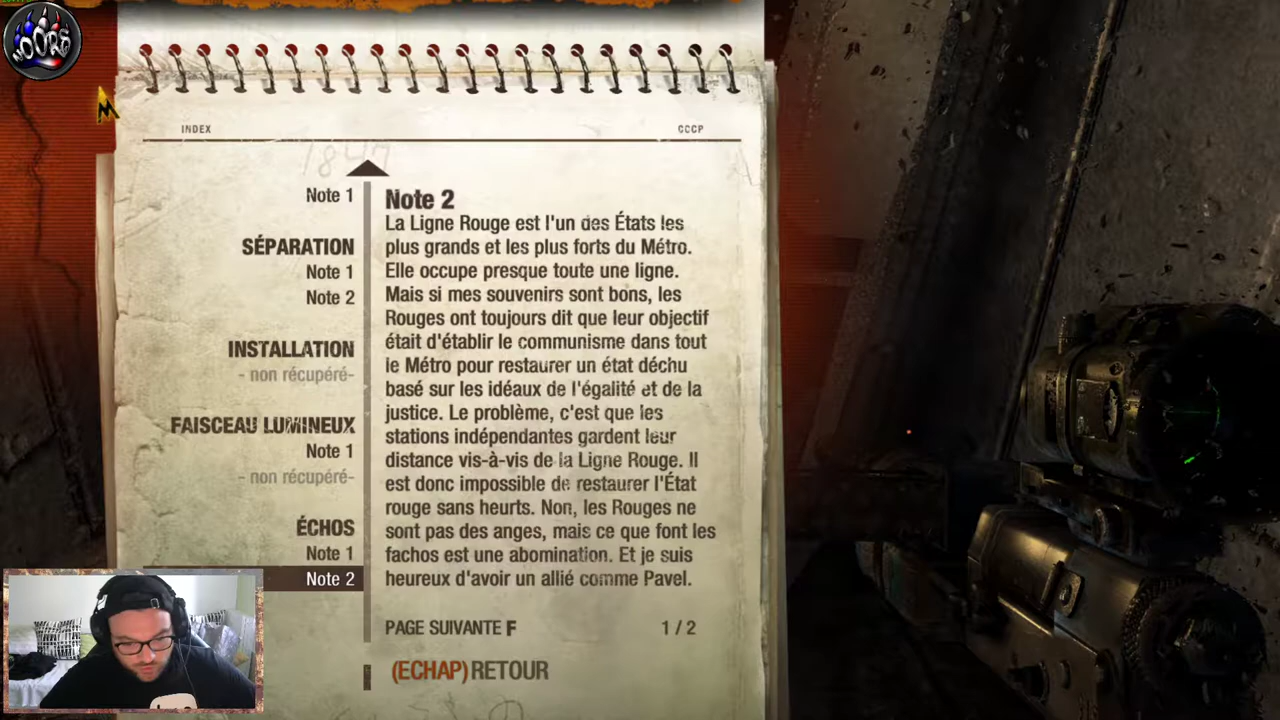 NOORS
INDEX
CCCP
Note 1
SÉPARATION
Note 1
Note 2
INSTALLATION
- non récupéré-
FAISCEAU LUMINEUX
Note 1
- non récupéré-
ÉCHOS
Note 1
Note 2
Note 2
La Ligne Rouge est l'un des États les
plus grands et les plus forts du Métro.
Elle occupe presque toute une ligne.
Mais si mes souvenirs sont bons, les
Rouges ont toujours dit que leur objectif
était d'établir le communisme dans tout
le Métro pour restaurer un état déchu
basé sur les idéaux de l'égalité et de la
justice. Le problème, c'est que les
stations indépendantes gardent leur
distance vis-à-vis de la Ligne Rouge. Il
est donc impossible de restaurer l'État
rouge sans heurts. Non, les Rouges ne
sont pas des anges, mais ce que font les
fachos est une abomination. Et je suis
heureux d'avoir un allié comme Pavel.
PAGE SUIVANTE F
1 / 2
(ECHAP) RETOUR